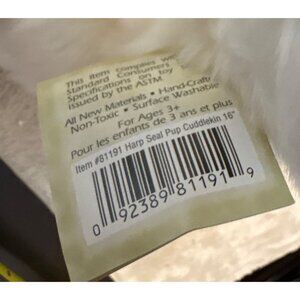 This item complies with
Standard Consumers
Specifications on toy
issued by the ASTM.
All New Materials • Hand-Craft
Non-Toxic • Surface Washable
For Ages 3+
Pour les enfants de 3 ans et plus
Item #81191 Harp Seal Pup Cuddlekin 16"
0 92389 81191 9